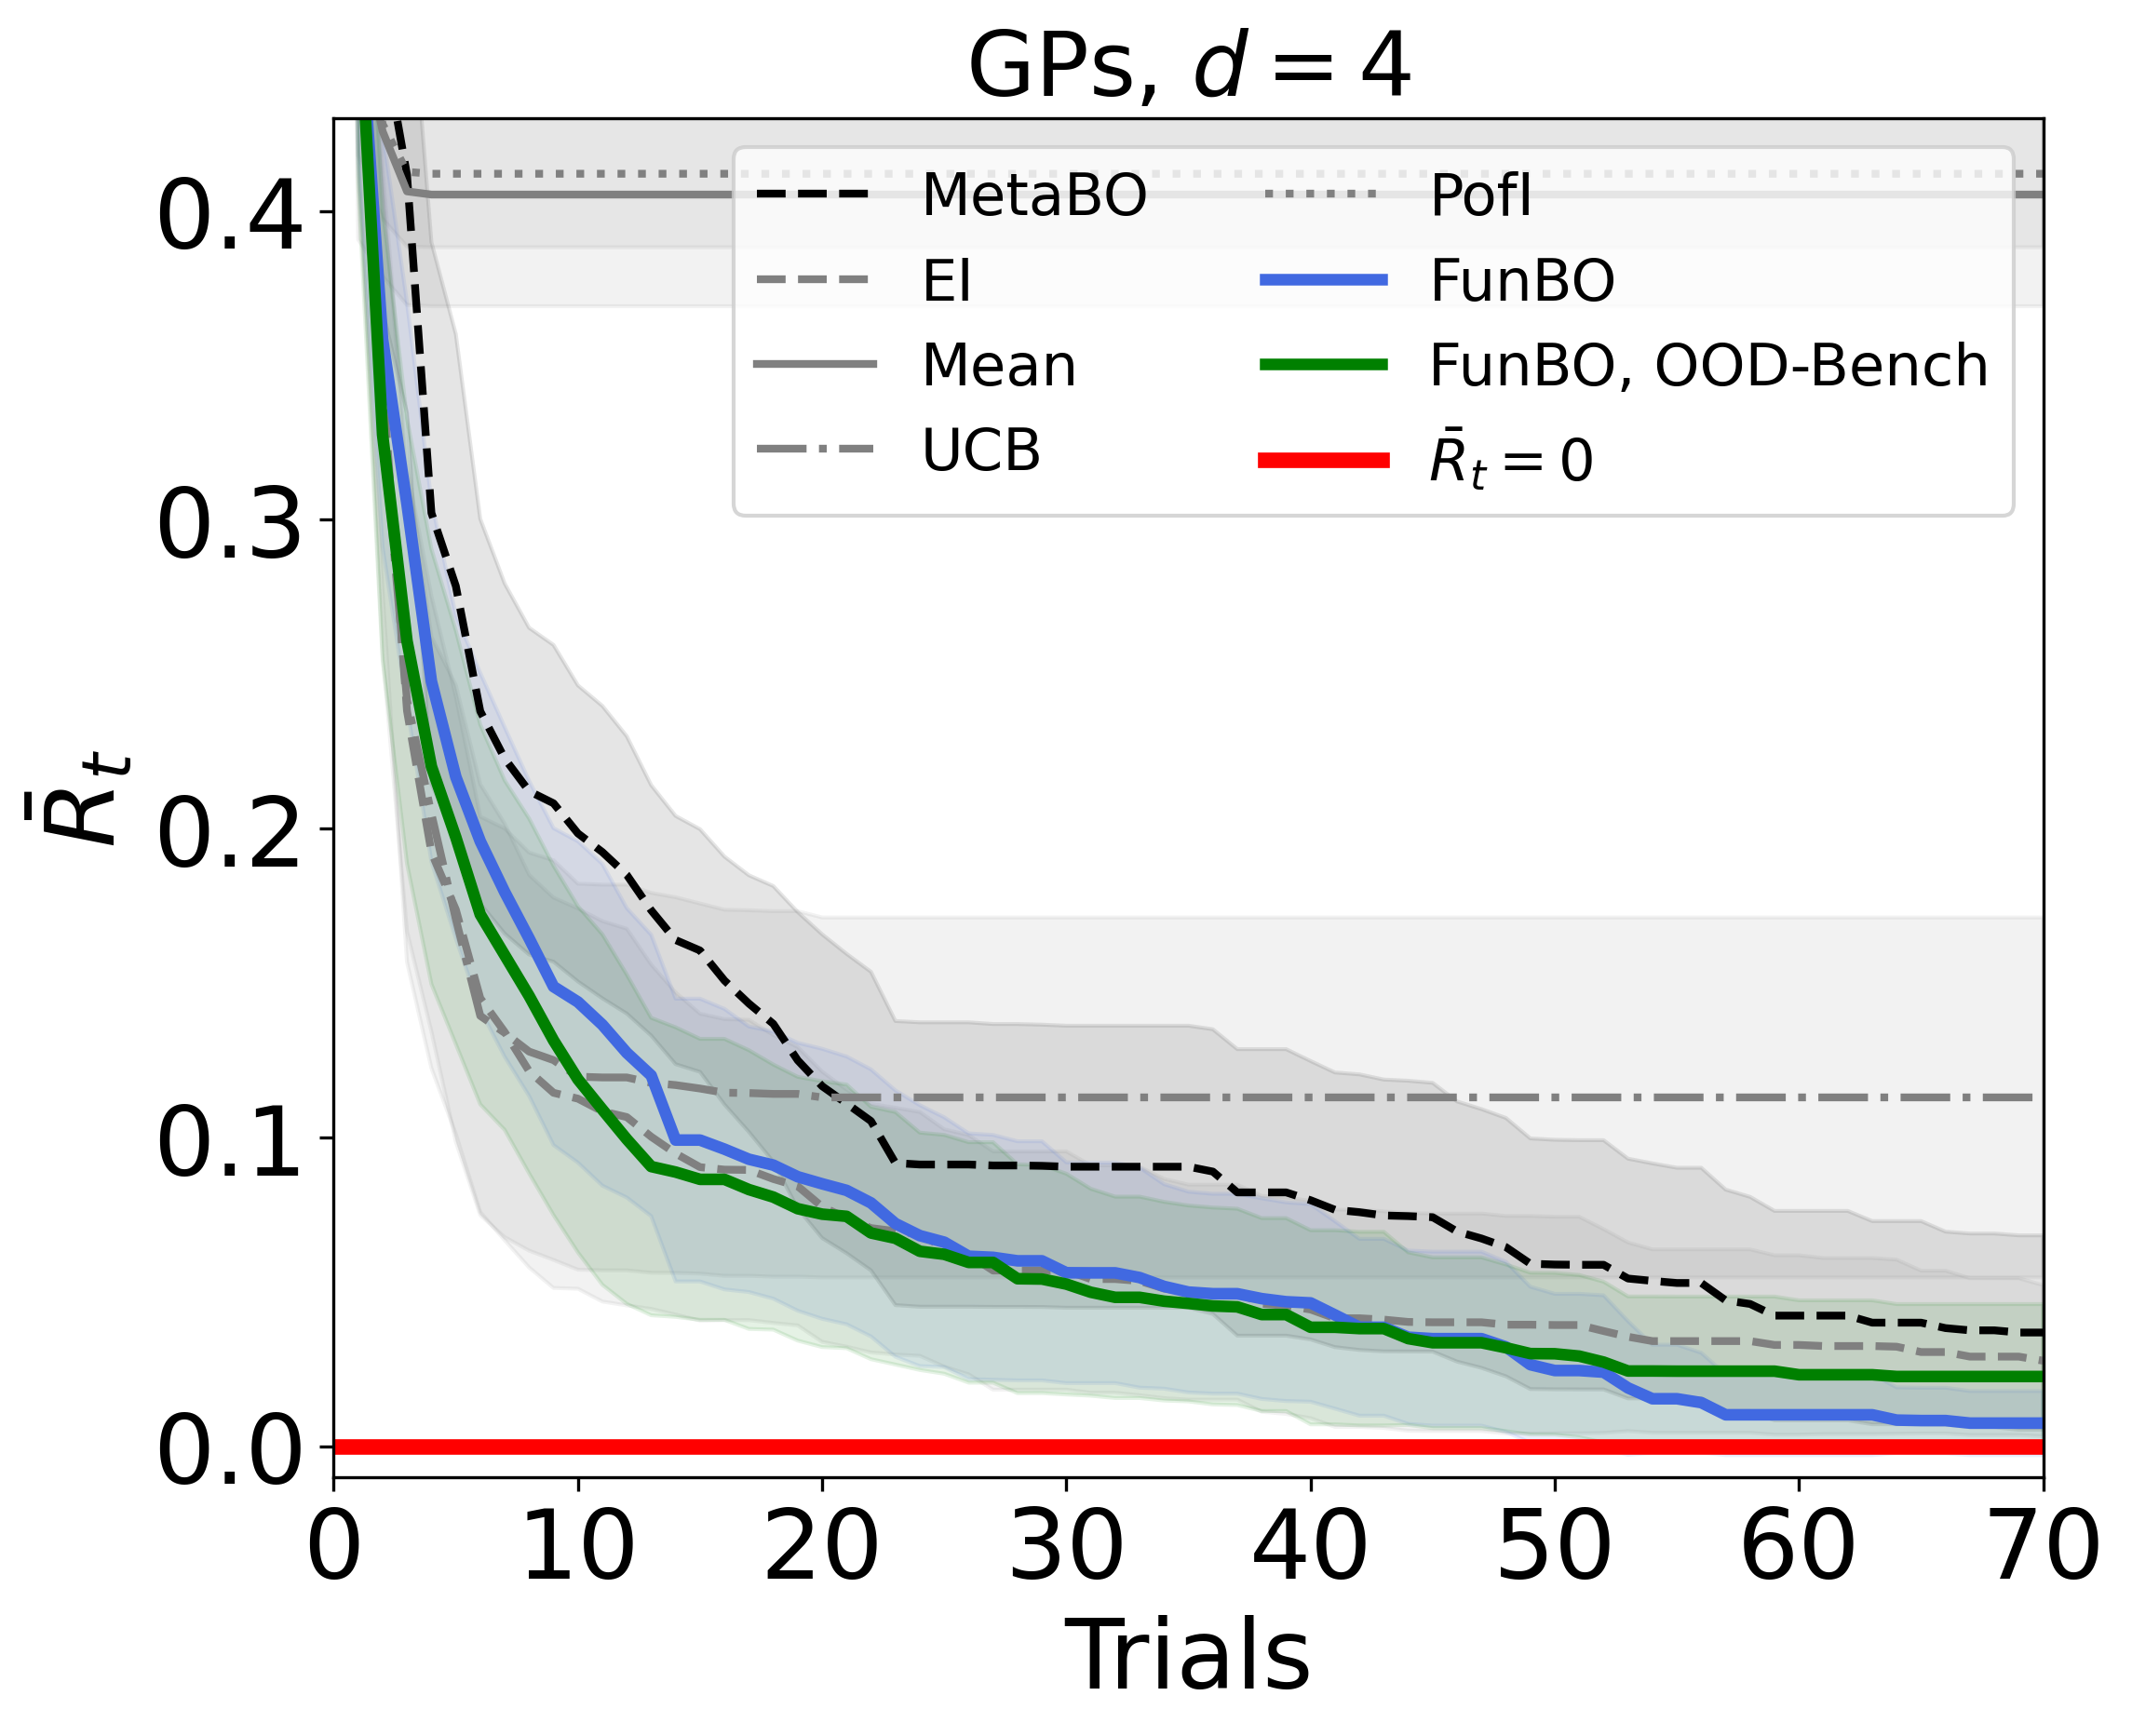 GPs, d = 4
R̄t
0.4
0.3
0.2
0.1
0.0
MetaBO
EI
Mean
UCB
PofI
FunBO
FunBO, OOD-Bench
R̄t = 0
0 10 20 30 40 50 60 70
Trials